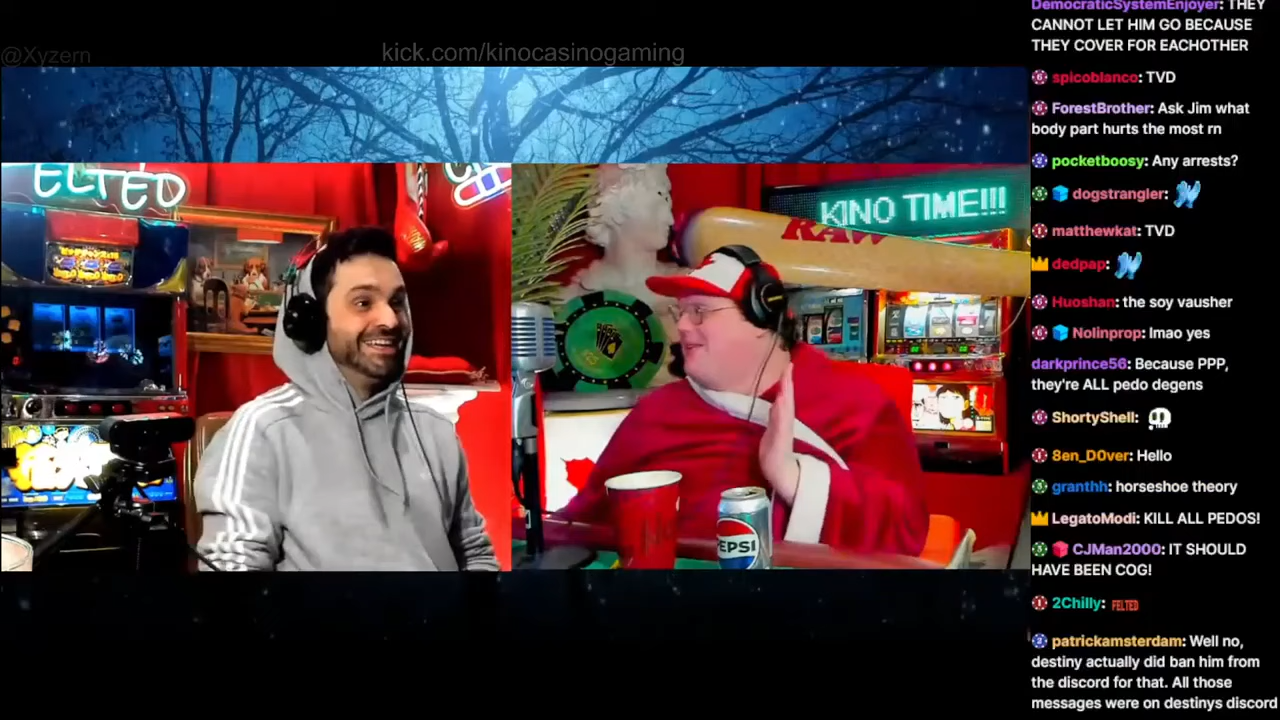 @Xyzern
kick.com/kinocasinogaming
ELTED
KINO TIME!!!
RAW
PEPSI
DemocraticSystemEnjoyer: THEY
CANNOT LET HIM GO BECAUSE
THEY COVER FOR EACHOTHER
spicoblanco: TVD
ForestBrother: Ask Jim what
body part hurts the most rn
pocketboosy: Any arrests?
dogstrangler:
matthewkat: TVD
dedpap:
Huoshan: the soy vausher
Nolinprop: lmao yes
darkprince56: Because PPP,
they're ALL pedo degens
ShortyShell:
8en_D0ver: Hello
granthh: horseshoe theory
LegatoModi: KILL ALL PEDOS!
CJMan2000: IT SHOULD
HAVE BEEN COG!
2Chilly: FELTED
patrickamsterdam: Well no,
destiny actually did ban him from
the discord for that. All those
messages were on destinys discord